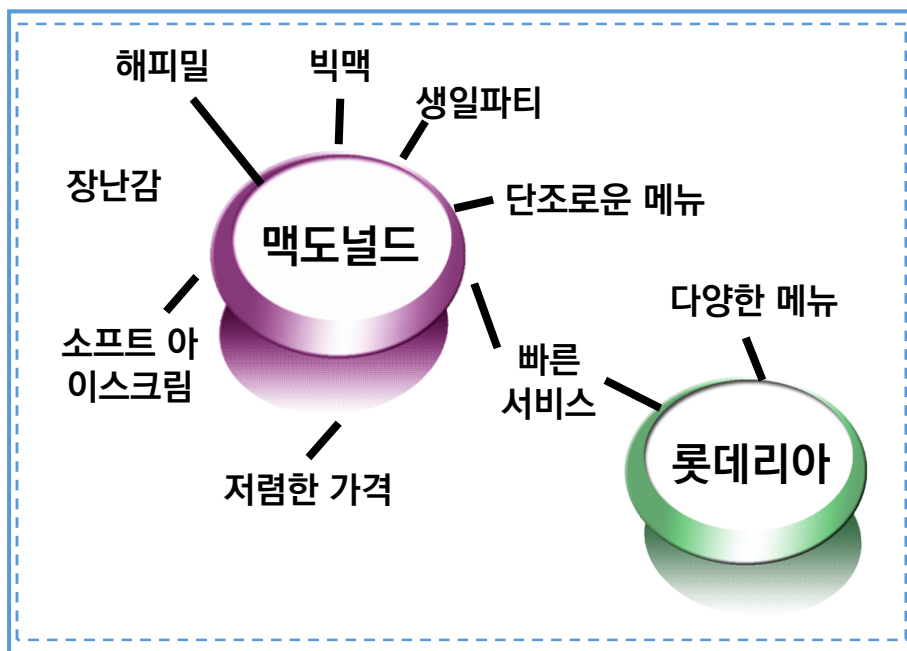 해피밀
빅맥
생일파티
장난감
단조로운 메뉴
맥도널드
다양한 메뉴
소프트 아
이스크림
빠른
서비스
롯데리아
저렴한 가격